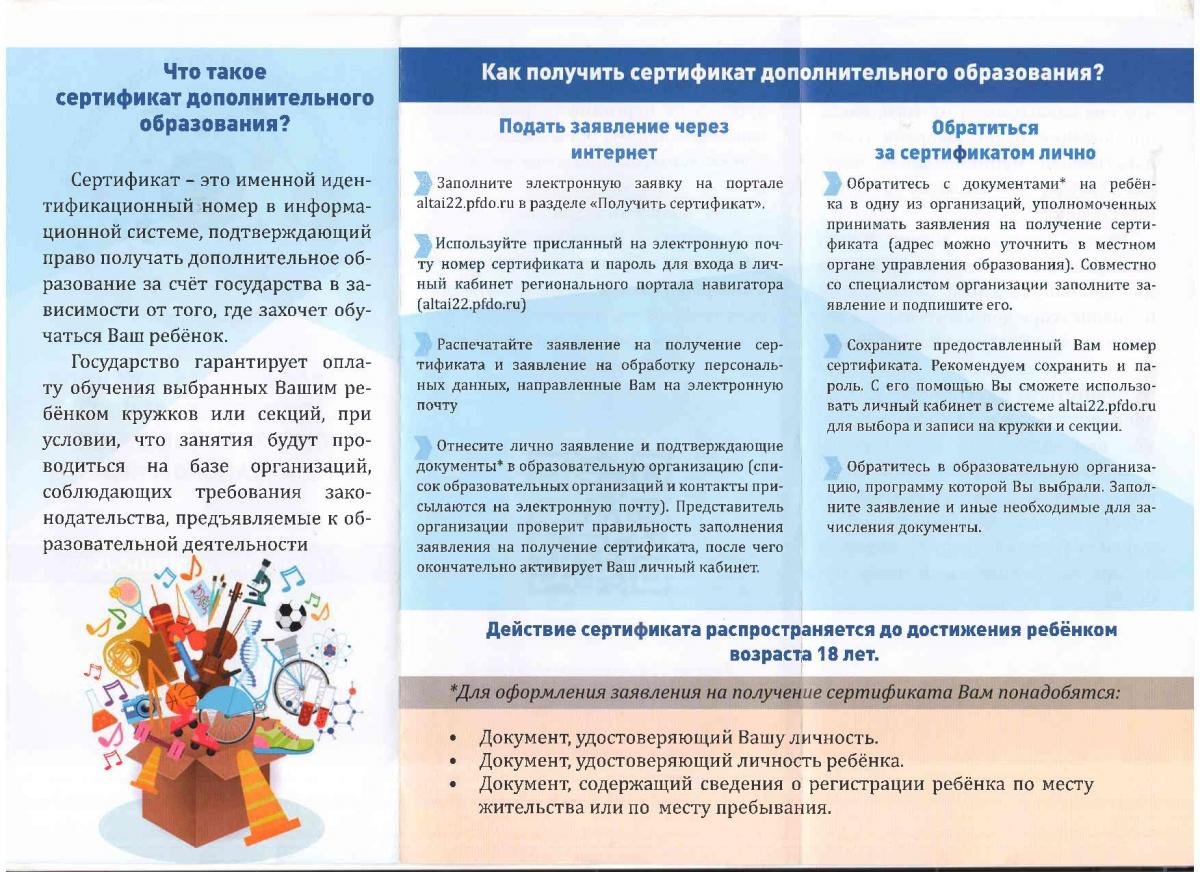 Что такое
сертификат дополнительного
образования?
Сертификат – это именной иден-
тификационный номер в информа-
ционной системе, подтверждающий
право получать дополнительное об-
разование за счёт государства в за-
висимости от того, где захочет обу-
чаться Ваш ребёнок.
Государство гарантирует опла-
ту обучения выбранных Вашим ре-
бёнком кружков или секций, при
условии, что занятия будут про-
водиться на базе организаций,
соблюдающих требования зако-
нодательства, предъявляемые к об-
разовательной деятельности
Как получить сертификат дополнительного образования?
Подать заявление через
интернет
Заполните электронную заявку на портале
altai22.pfdo.ru в разделе «Получить сертификат».
Используйте присланный на электронную поч-
ту номер сертификата и пароль для входа в лич-
ный кабинет регионального портала навигатора
(altai22.pfdo.ru)
Распечатайте заявление на получение сер-
тификата и заявление на обработку персональ-
ных данных, направленные Вам на электронную
почту
Отнесите лично заявление и подтверждающие
документы* в образовательную организацию (спи-
сок образовательных организаций и контакты при-
сылаются на электронную почту). Представитель
организации проверит правильность заполнения
заявления на получение сертификата, после чего
окончательно активирует Ваш личный кабинет.
Обратиться
за сертификатом лично
Обратитесь с документами* на ребён-
ка в одну из организаций, уполномоченных
принимать заявления на получение серти-
фиката (адрес можно уточнить в местном
органе управления образования). Совместно
со специалистом организации заполните за-
явление и подпишите его.
Сохраните предоставленный Вам номер
сертификата. Рекомендуем сохранить и па-
роль. С его помощью Вы сможете использо-
вать личный кабинет в системе altai22.pfdo.ru
для выбора и записи на кружки и секции.
Обратитесь в образовательную организа-
цию, программу которой Вы выбрали. Запол-
ните заявление и иные необходимые для за-
числения документы.
Действие сертификата распространяется до достижения ребёнком
возраста 18 лет.
*Для оформления заявления на получение сертификата Вам понадобятся:
• Документ, удостоверяющий Вашу личность.
• Документ, удостоверяющий личность ребёнка.
• Документ, содержащий сведения о регистрации ребёнка по месту
жительства или по месту пребывания.